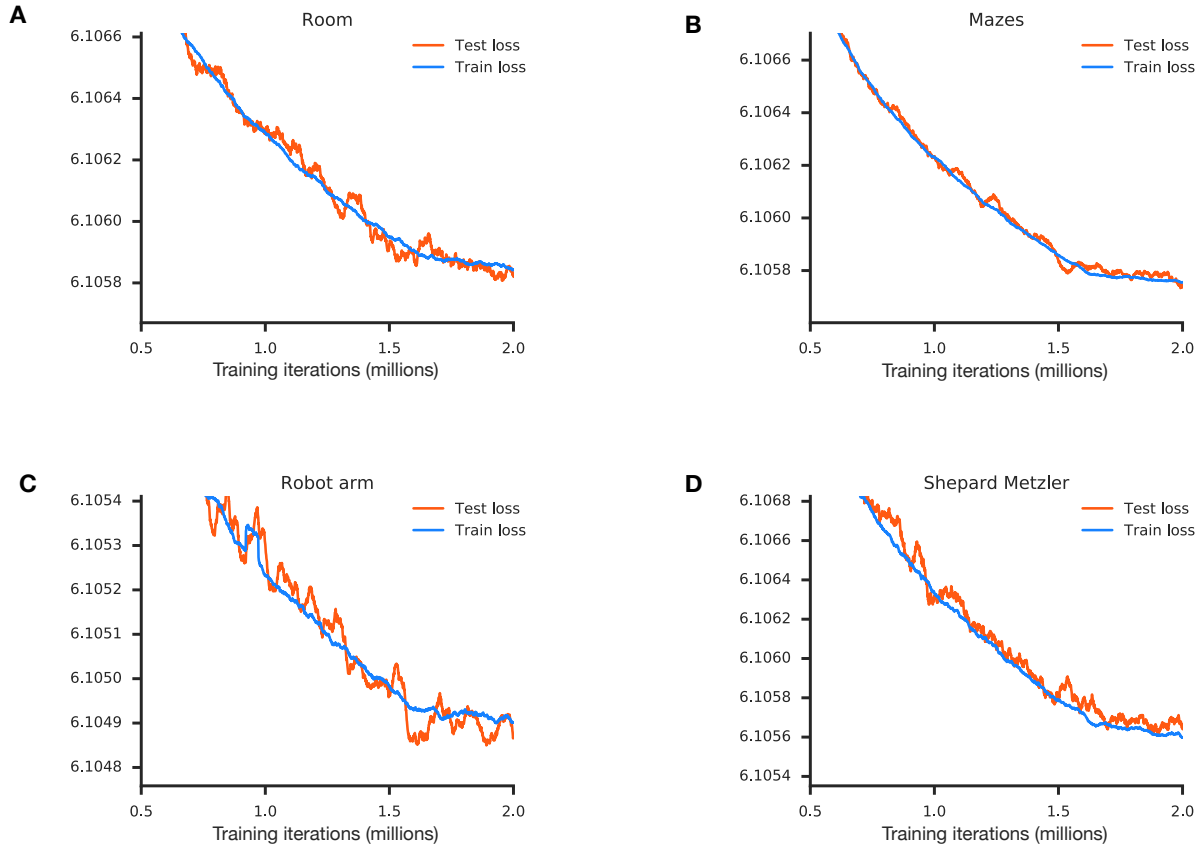 A
Room
6.1066
6.1064
6.1062
6.1060
6.1058
Test loss
Train loss
0.5 1.0 1.5 2.0
Training iterations (millions)
B
Mazes
6.1066
6.1064
6.1062
6.1060
6.1058
Test loss
Train loss
0.5 1.0 1.5 2.0
Training iterations (millions)
C
Robot arm
6.1054
6.1053
6.1052
6.1051
6.1050
6.1049
6.1048
Test loss
Train loss
0.5 1.0 1.5 2.0
Training iterations (millions)
D
Shepard Metzler
6.1068
6.1066
6.1064
6.1062
6.1060
6.1058
6.1056
6.1054
Test loss
Train loss
0.5 1.0 1.5 2.0
Training iterations (millions)